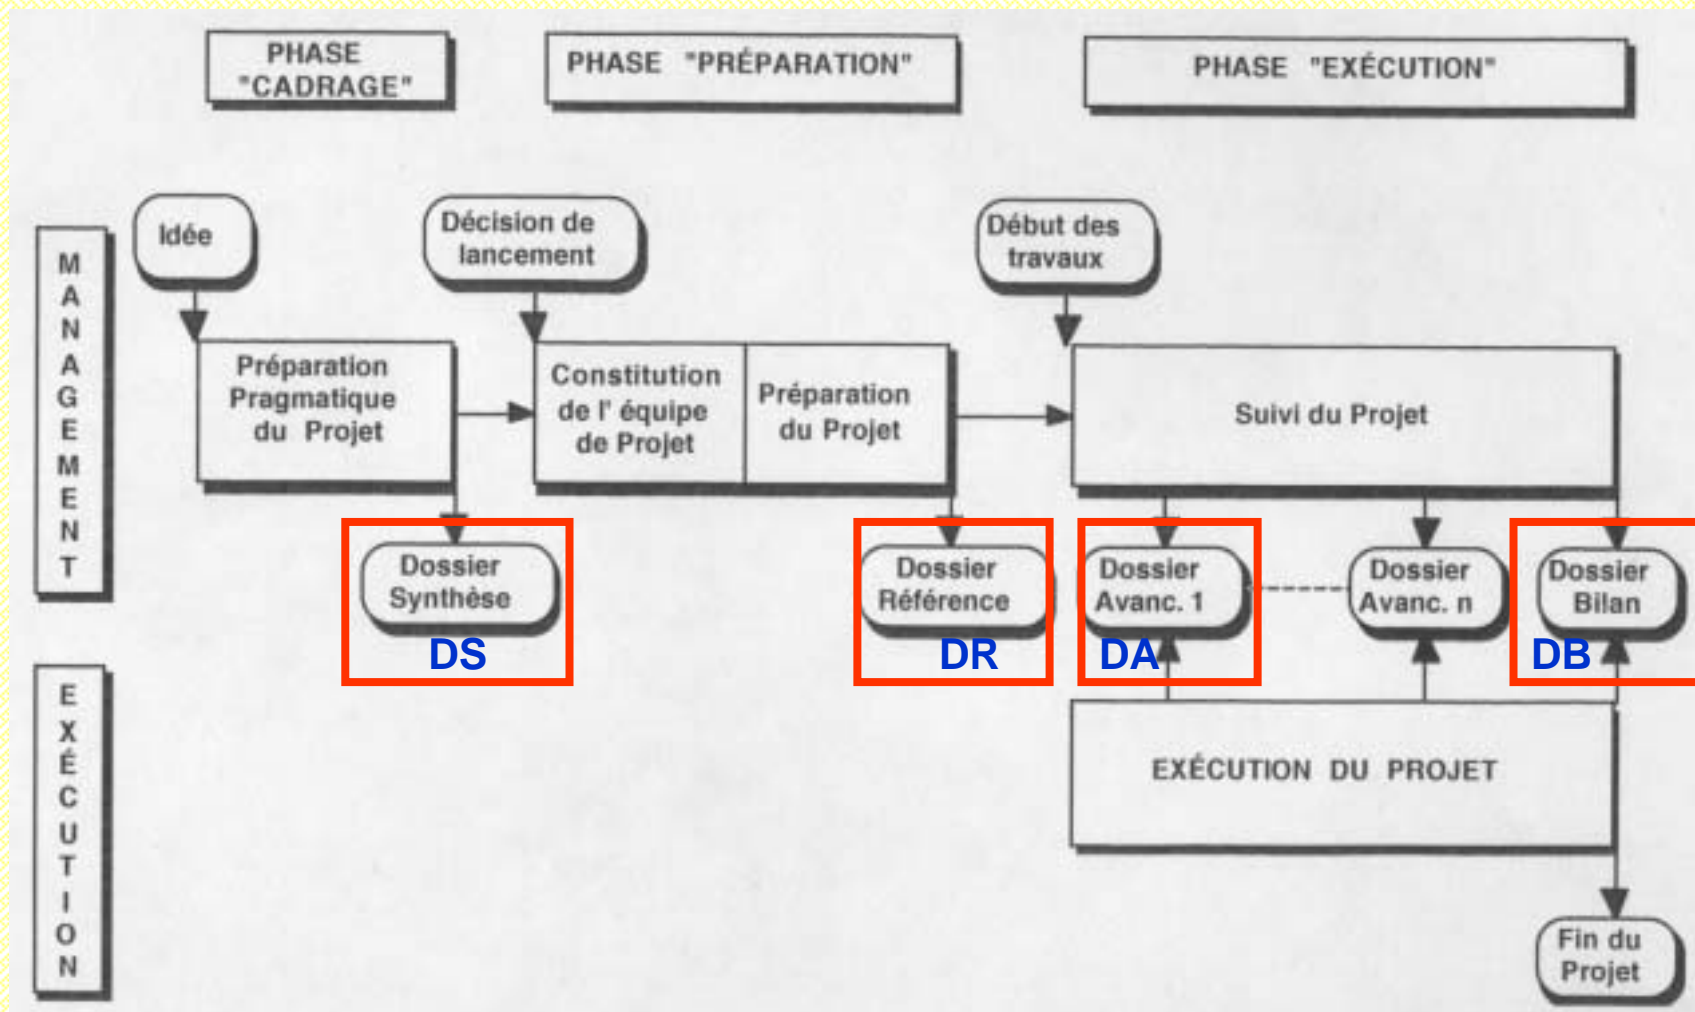 PHASE
"CADRAGE"
PHASE "PRÉPARATION"
PHASE "EXÉCUTION"
MANAGEMENT
Idée
Décision de
lancement
Début des
travaux
Préparation
Pragmatique
du Projet
Constitution
de l' équipe
de Projet
Préparation
du Projet
Suivi du Projet
Dossier
Synthèse
DS
Dossier
Référence
DR
Dossier
Avanc. 1
DA
Dossier
Avanc. n
Dossier
Bilan
DB
EXÉCUTION
EXÉCUTION DU PROJET
Fin du
Projet